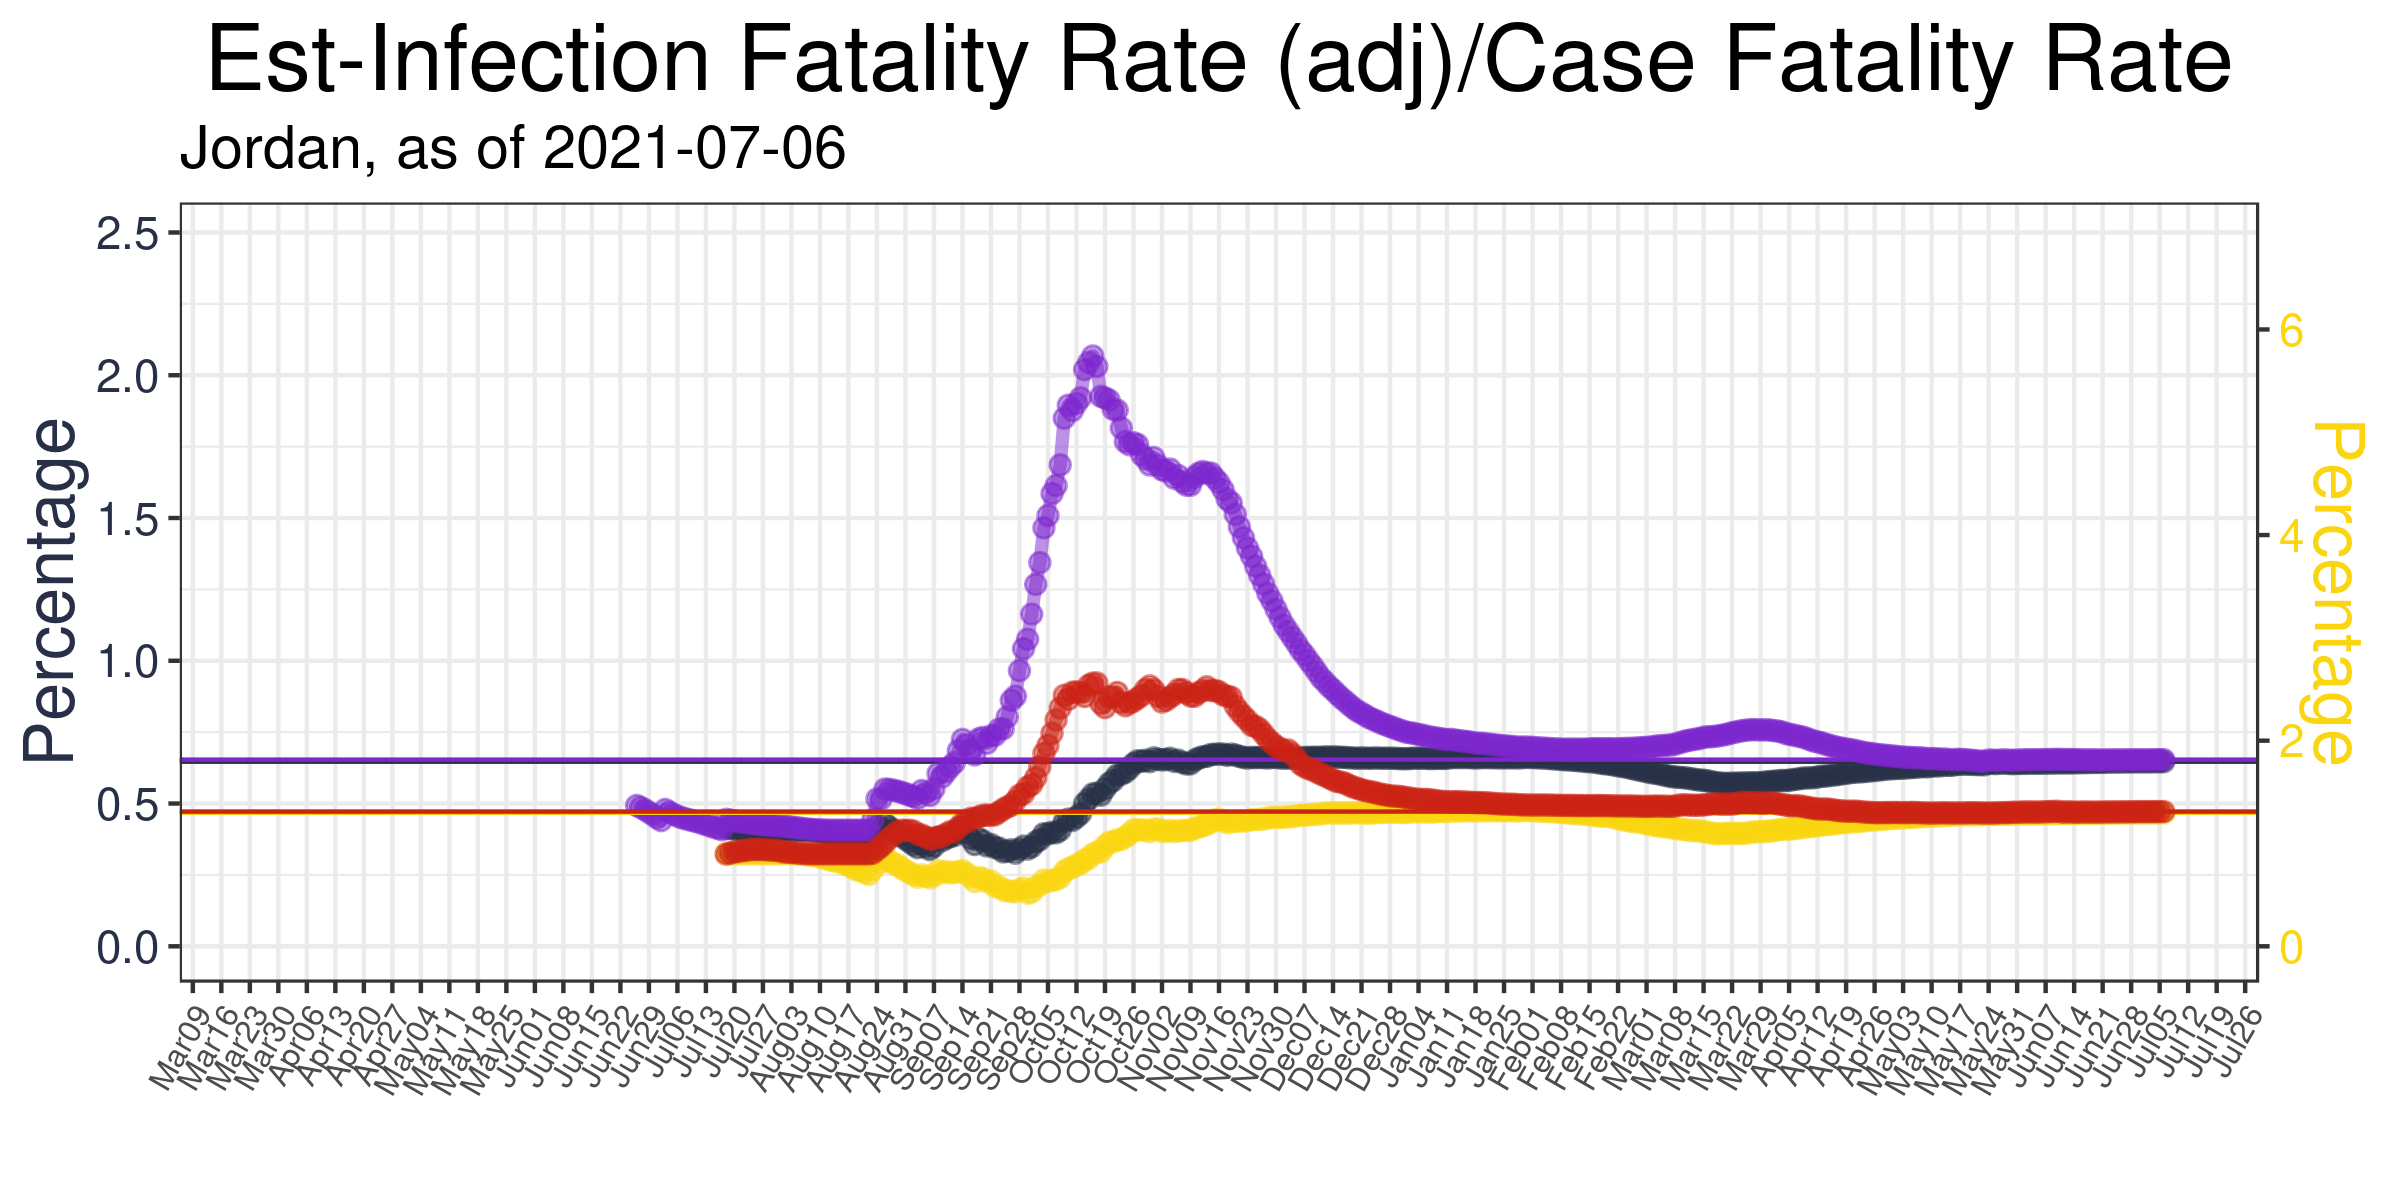 Est-Infection Fatality Rate (adj)/Case Fatality Rate
Jordan, as of 2021-07-06
Percentage
2.5
2.0
1.5
1.0
0.5
0.0
6
4
2
0
Percentage
Mar09 Mar16 Mar23 Mar30 Apr06 Apr13 Apr20 Apr27 May04 May11 May18 May25 Jun01 Jun08 Jun15 Jun22 Jun29 Jul06 Jul13 Jul20 Jul27 Aug03 Aug10 Aug17 Aug24 Aug31 Sep07 Sep14 Sep21 Sep28 Oct05 Oct12 Oct19 Oct26 Nov02 Nov09 Nov16 Nov23 Nov30 Dec07 Dec14 Dec21 Dec28 Jan04 Jan11 Jan18 Jan25 Feb01 Feb08 Feb15 Feb22 Mar01 Mar08 Mar15 Mar22 Mar29 Apr05 Apr12 Apr19 Apr26 May03 May10 May17 May24 May31 Jun07 Jun14 Jun21 Jun28 Jul05 Jul12 Jul19 Jul26